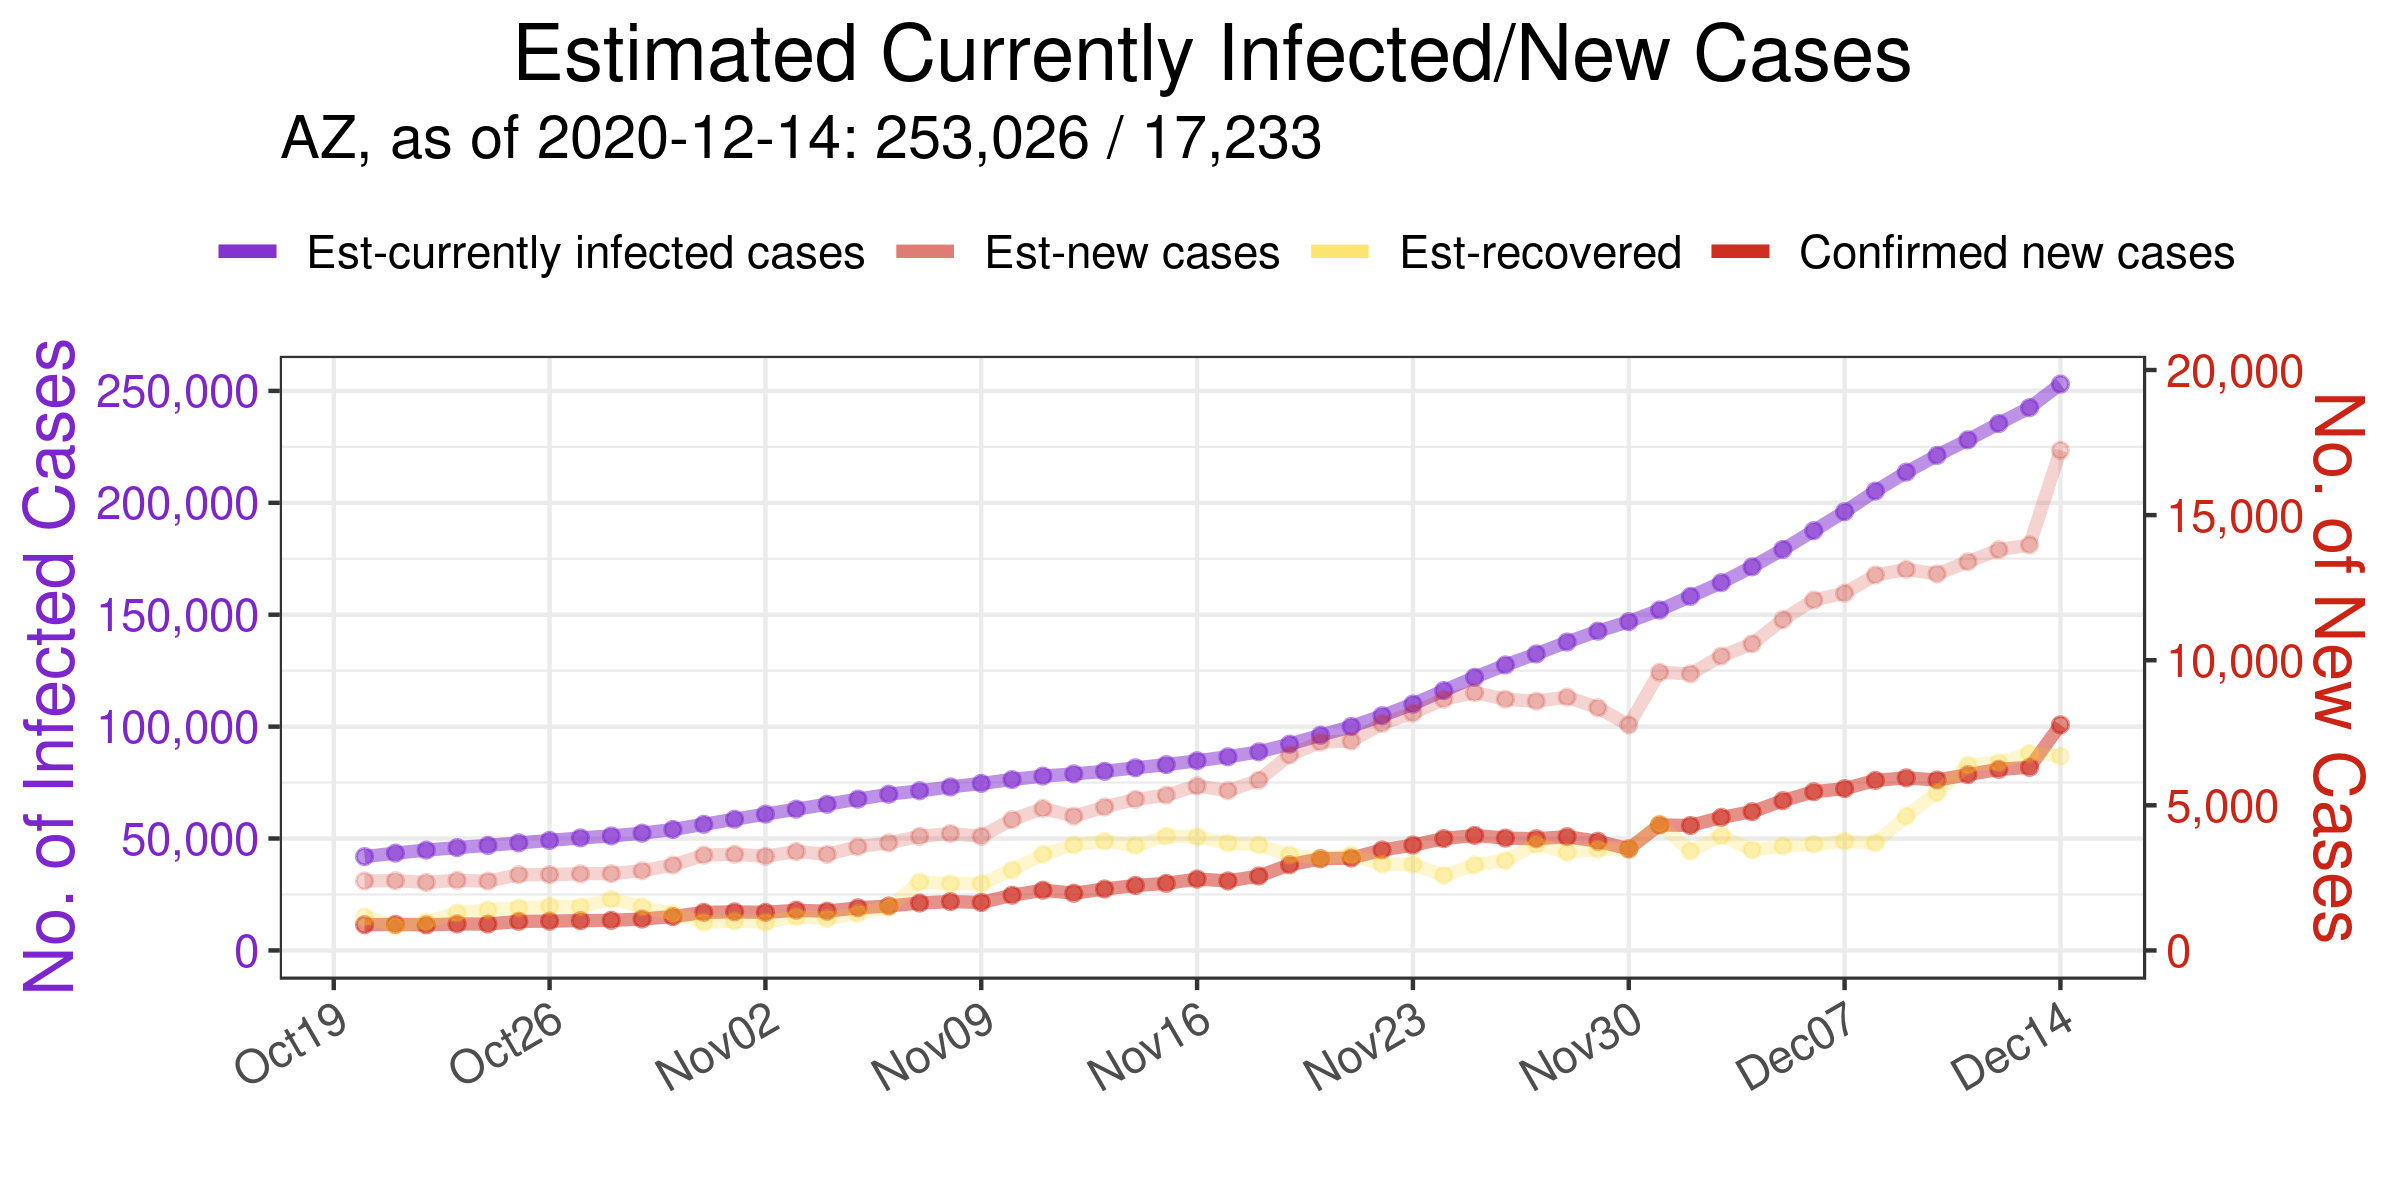 Estimated Currently Infected/New Cases
AZ, as of 2020-12-14: 253,026 / 17,233
Est-currently infected cases Est-new cases Est-recovered Confirmed new cases
No. of Infected Cases
250,000
200,000
150,000
100,000
50,000
0
20,000
15,000
10,000
5,000
0
No. of New Cases
Oct19 Oct26 Nov02 Nov09 Nov16 Nov23 Nov30 Dec07 Dec14